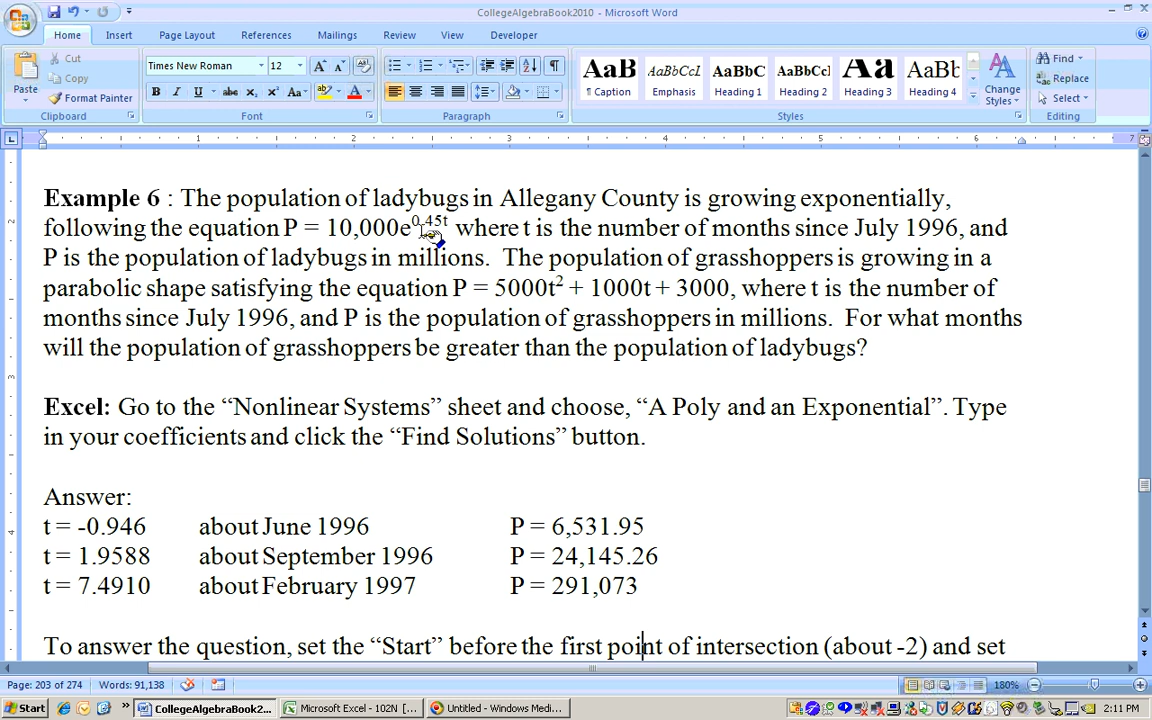 CollegeAlgebraBook2010 - Microsoft Word
Home Insert Page Layout References Mailings Review View Developer
Paste
Cut
Copy
Format Painter
Clipboard
Times New Roman 12
Font
Paragraph
AaB AaBbCcL AaBbC AaBbCcI Aa AaBb
¶ Caption Emphasis Heading 1 Heading 2 Heading 3 Heading 4
Change Styles
Styles
Find
Replace
Select
Editing
1 2 3 4 5 6 7
Example 6 : The population of ladybugs in Allegany County is growing exponentially,
following the equation P = 10,000e^0.45t where t is the number of months since July 1996, and
P is the population of ladybugs in millions. The population of grasshoppers is growing in a
parabolic shape satisfying the equation P = 5000t² + 1000t + 3000, where t is the number of
months since July 1996, and P is the population of grasshoppers in millions. For what months
will the population of grasshoppers be greater than the population of ladybugs?
Excel: Go to the “Nonlinear Systems” sheet and choose, “A Poly and an Exponential”. Type
in your coefficients and click the “Find Solutions” button.
Answer:
t = -0.946 about June 1996 P = 6,531.95
t = 1.9588 about September 1996 P = 24,145.26
t = 7.4910 about February 1997 P = 291,073
To answer the question, set the “Start” before the first point of intersection (about -2) and set
Page: 203 of 274 Words: 91,138 180%
Start CollegeAlgebraBook2... Microsoft Excel - 102N [... Untitled - Windows Medi... 2:11 PM